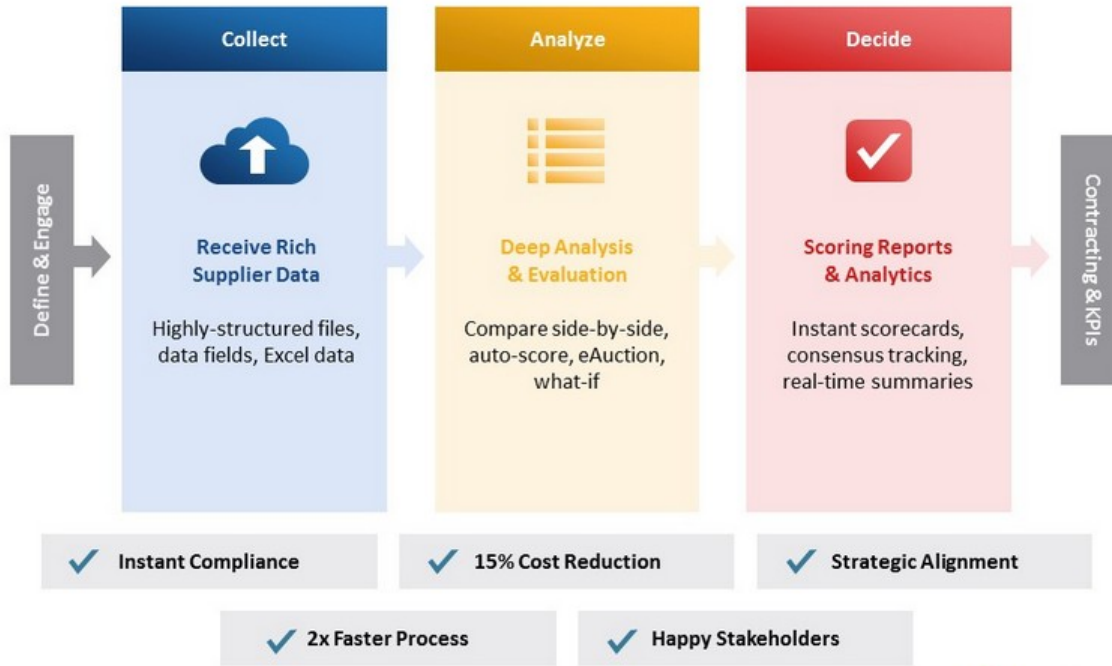 Define & Engage
Collect
Receive Rich
Supplier Data
Highly-structured files,
data fields, Excel data
Analyze
Deep Analysis
& Evaluation
Compare side-by-side,
auto-score, eAuction,
what-if
Decide
Scoring Reports
& Analytics
Instant scorecards,
consensus tracking,
real-time summaries
Contracting & KPIs
Instant Compliance
15% Cost Reduction
Strategic Alignment
2x Faster Process
Happy Stakeholders